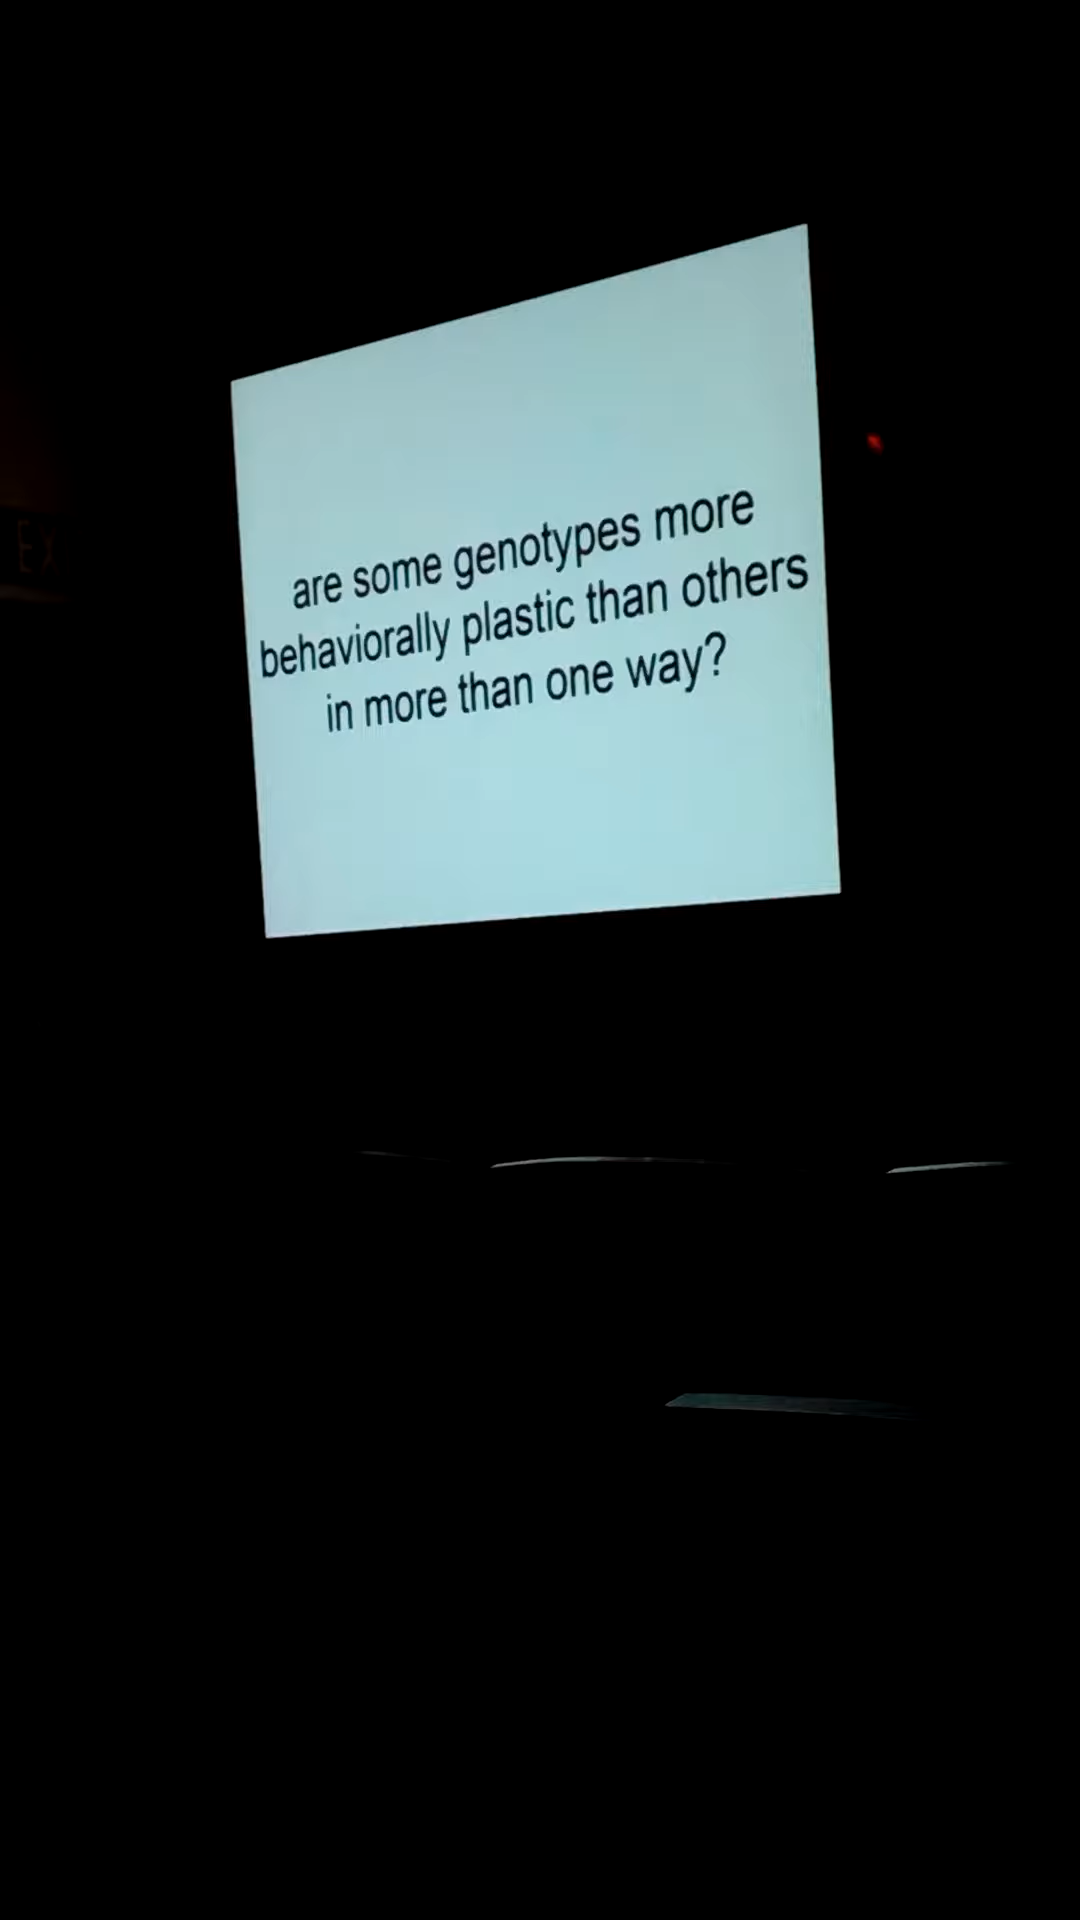 are some genotypes more
behaviorally plastic than others
in more than one way?